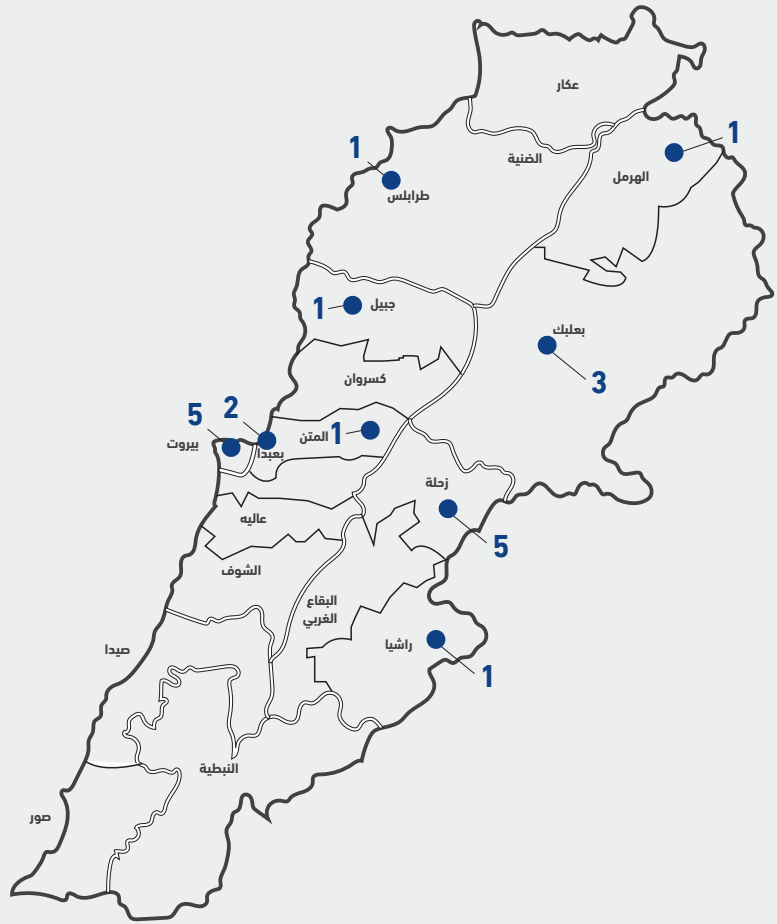 عكار
1
1
الضنية
الهرمل
طرابلس
1
جبيل
بعلبك
3
كسروان
5
2
المتن
1
بيروت
بعبدا
زحلة
عاليه
5
الشوف
البقاع
الغربي
صيدا
راشيا
1
النبطية
صور